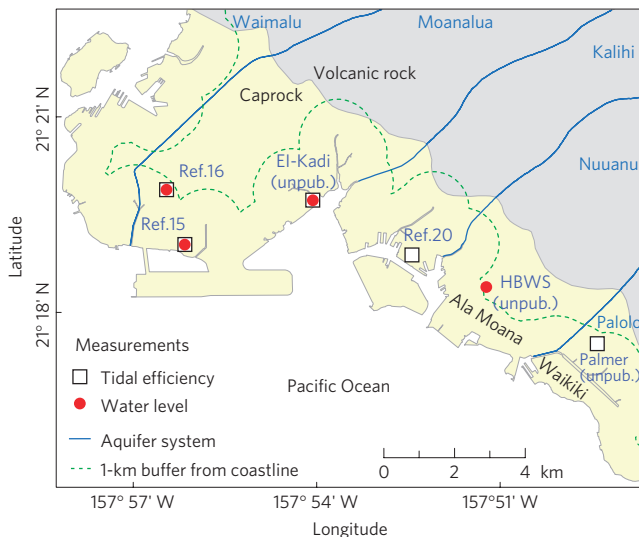 Waimalu
Moanalua
Kalihi
Volcanic rock
Caprock
21° 21' N
Nuuanu
El-Kadi
(unpub.)
Ref.16
Ref.15
Ref.20
HBWS
(unpub.)
Latitude
21° 18' N
Ala Moana
Palolo
Palmer
(unpub.)
Waikiki
Measurements
Tidal efficiency
Water level
Aquifer system
1-km buffer from coastline
Pacific Ocean
0 2 4 km
157° 57' W
157° 54' W
157° 51' W
Longitude